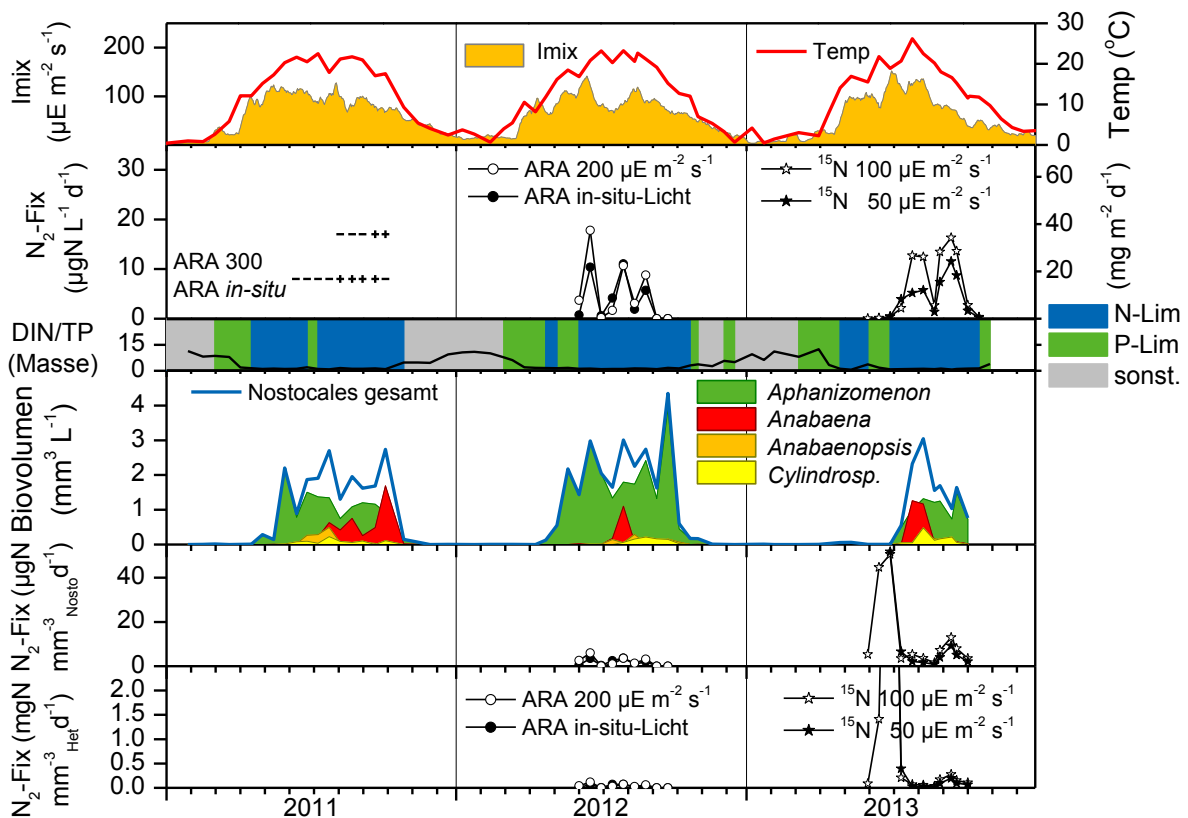 Imix
(µE m-2 s-1)
200
100
Imix
Temp
30
20
10
0
Temp (oC)
N2-Fix
(µgN L-1 d-1)
30
20
10
0
ARA 300
ARA in-situ
ARA 200 µE m-2 s-1
ARA in-situ-Licht
15N 100 µE m-2 s-1
15N 50 µE m-2 s-1
60
40
20
(mg m-2 d-1)
DIN/TP
(Masse)
15
0
N-Lim
P-Lim
sonst.
Biovolumen
(mm3 L-1)
4
3
2
1
0
Nostocales gesamt
Aphanizomenon
Anabaena
Anabaenopsis
Cylindrosp.
N2-Fix (µgN
mm-3 Nosto d-1)
40
20
0
N2-Fix (mgN
mm-3 Het d-1)
2.0
1.5
1.0
0.5
0.0
ARA 200 µE m-2 s-1
ARA in-situ-Licht
15N 100 µE m-2 s-1
15N 50 µE m-2 s-1
2011
2012
2013